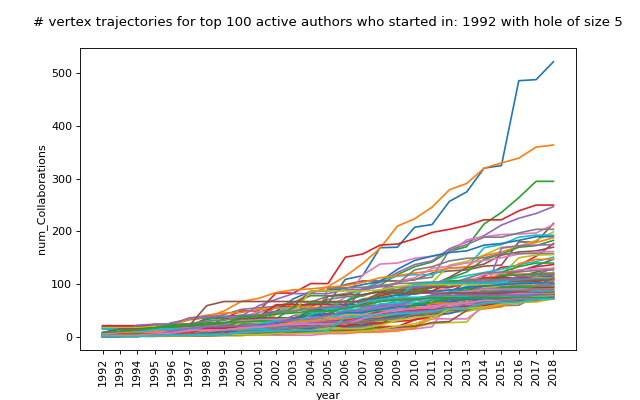 # vertex trajectories for top 100 active authors who started in: 1992 with hole of size 5
500
400
300
200
100
0
num_Collaborations
1992 1993 1994 1995 1996 1997 1998 1999 2000 2001 2002 2003 2004 2005 2006 2007 2008 2009 2010 2011 2012 2013 2014 2015 2016 2017 2018
year